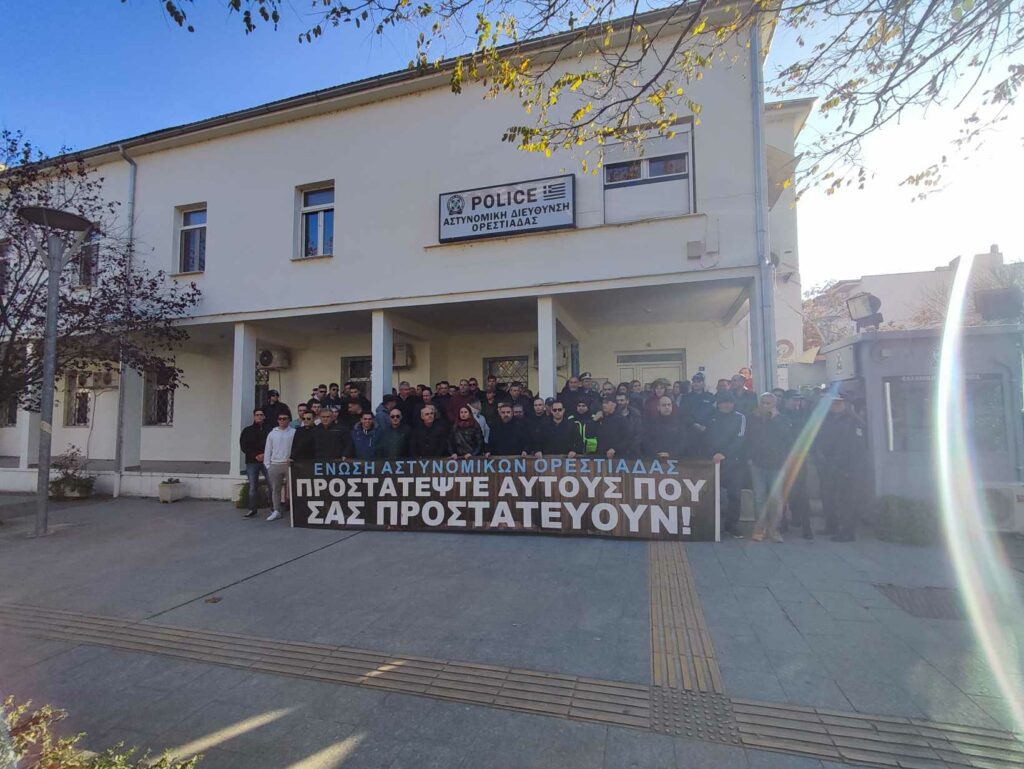 POLICE
ΑΣΤΥΝΟΜΙΚΗ ΔΙΕΥΘΥΝΣΗ
ΟΡΕΣΤΙΑΔΑΣ
ΕΝΩΣΗ ΑΣΤΥΝΟΜΙΚΩΝ ΟΡΕΣΤΙΑΔΑΣ
ΠΡΟΣΤΑΤΕΨΤΕ ΑΥΤΟΥΣ ΠΟΥ
ΣΑΣ ΠΡΟΣΤΑΤΕΥΟΥΝ!